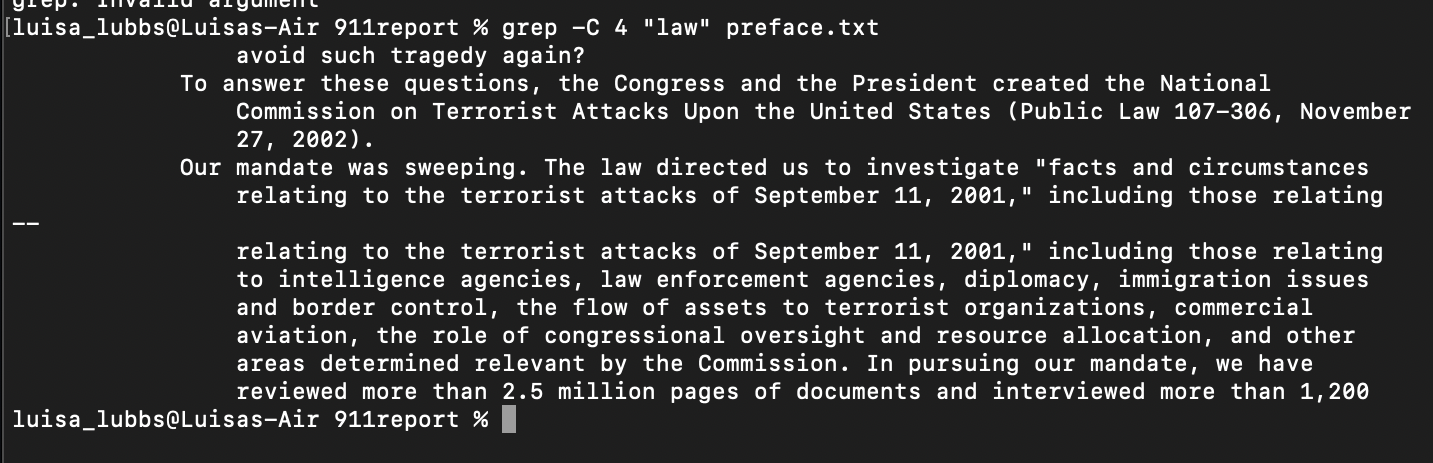 grep: Invalid argument
[luisa_lubbs@Luisas-Air 911report % grep -C 4 "law" preface.txt
avoid such tragedy again?
To answer these questions, the Congress and the President created the National
Commission on Terrorist Attacks Upon the United States (Public Law 107-306, November
27, 2002).
Our mandate was sweeping. The law directed us to investigate "facts and circumstances
relating to the terrorist attacks of September 11, 2001," including those relating
--
relating to the terrorist attacks of September 11, 2001," including those relating
to intelligence agencies, law enforcement agencies, diplomacy, immigration issues
and border control, the flow of assets to terrorist organizations, commercial
aviation, the role of congressional oversight and resource allocation, and other
areas determined relevant by the Commission. In pursuing our mandate, we have
reviewed more than 2.5 million pages of documents and interviewed more than 1,200
luisa_lubbs@Luisas-Air 911report %